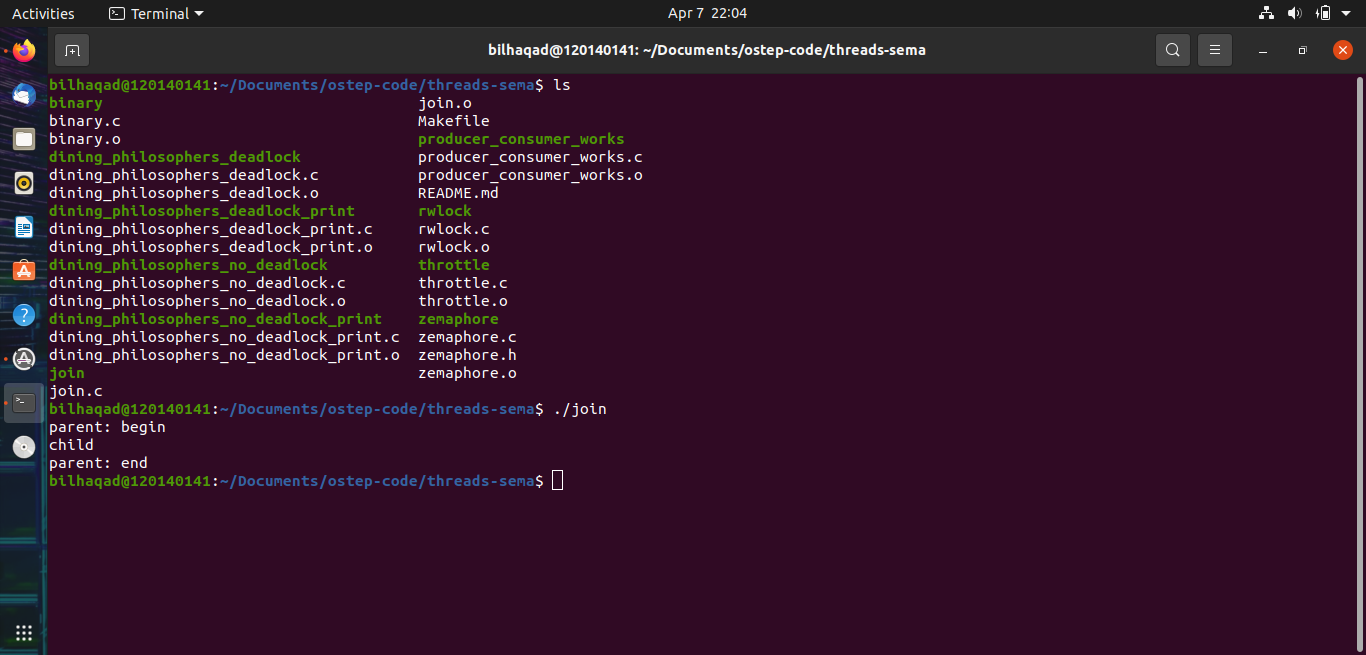 Activities Terminal Apr 7 22:04
bilhaqad@120140141: ~/Documents/ostep-code/threads-sema
bilhaqad@120140141:~/Documents/ostep-code/threads-sema$ ls
binary join.o
binary.c Makefile
binary.o producer_consumer_works
dining_philosophers_deadlock producer_consumer_works.c
dining_philosophers_deadlock.c producer_consumer_works.o
dining_philosophers_deadlock.o README.md
dining_philosophers_deadlock_print rwlock
dining_philosophers_deadlock_print.c rwlock.c
dining_philosophers_deadlock_print.o rwlock.o
dining_philosophers_no_deadlock throttle
dining_philosophers_no_deadlock.c throttle.c
dining_philosophers_no_deadlock.o throttle.o
dining_philosophers_no_deadlock_print zemaphore
dining_philosophers_no_deadlock_print.c zemaphore.c
dining_philosophers_no_deadlock_print.o zemaphore.h
join zemaphore.o
join.c
bilhaqad@120140141:~/Documents/ostep-code/threads-sema$ ./join
parent: begin
child
parent: end
bilhaqad@120140141:~/Documents/ostep-code/threads-sema$